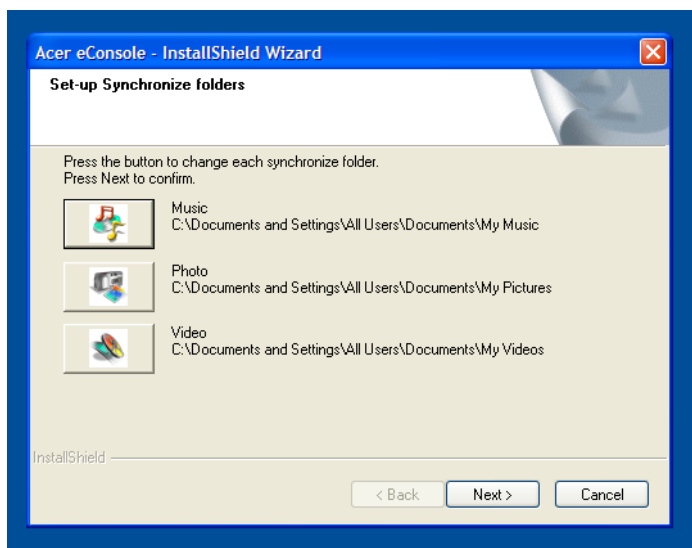 Acer eConsole - InstallShield Wizard
Set-up Synchronize folders
Press the button to change each synchronize folder.
Press Next to confirm.
Music
C:\Documents and Settings\All Users\Documents\My Music
Photo
C:\Documents and Settings\All Users\Documents\My Pictures
Video
C:\Documents and Settings\All Users\Documents\My Videos
InstallShield
< Back Next > Cancel